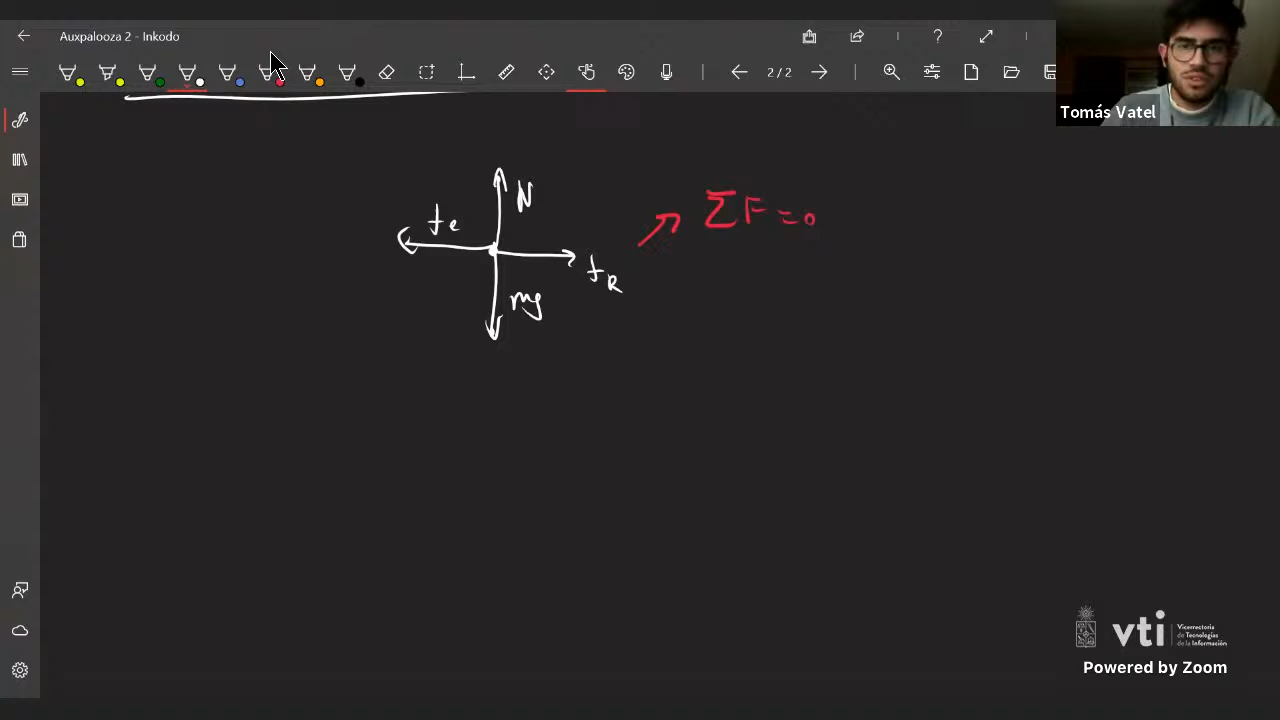 Auxpalooza 2 - Inkodo
2 / 2
Tomás Vatel
N
fe
ΣF = 0
fR
mg
vti
Vicerrectoría
de Tecnologías
de la Información
Powered by Zoom